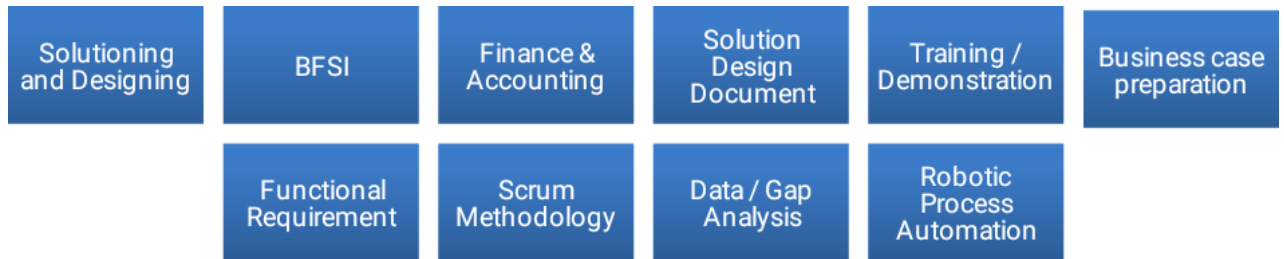 Solutioning
and Designing
BFSI
Finance &
Accounting
Solution
Design
Document
Training /
Demonstration
Business case
preparation
Functional
Requirement
Scrum
Methodology
Data / Gap
Analysis
Robotic
Process
Automation